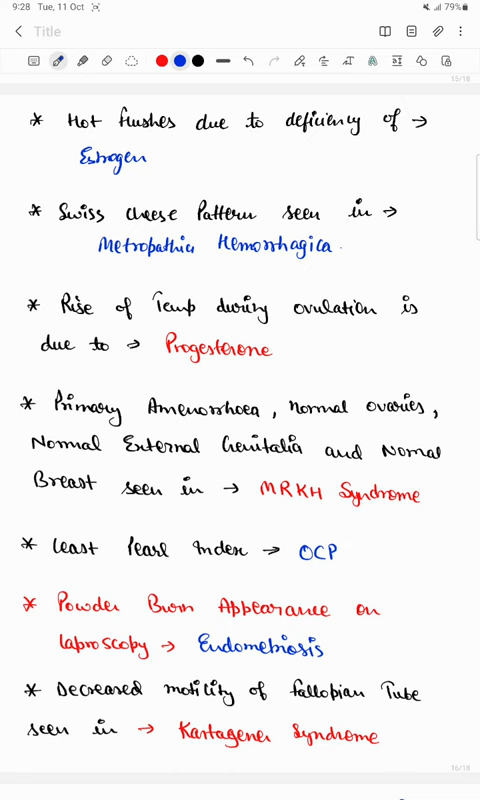 9:28 Tue, 11 Oct 79%
Title
15/18
* Hot flushes due to deficiency of →
Estrogen
* Swiss cheese Pattern seen in →
Metropathia Hemorrhagica.
* Rise of Temp during ovulation is
due to → Progesterone
* Primary Amenorrhoea, normal ovaries,
Normal External Genitalia and Normal
Breast seen in → MRKH Syndrome
* Least Pearl Index → OCP
* Powder Burn Appearance on
laproscopy → Endometriosis
* Decreased motility of fallopian Tube
seen in → Kartagener Syndrome
16/18